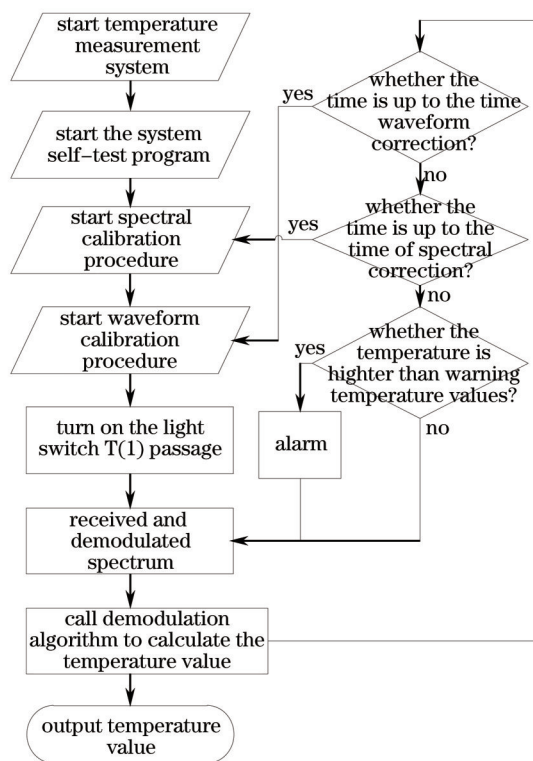 start temperature
measurement
system
start the system
self-test program
start spectral
calibration
procedure
start waveform
calibration
procedure
turn on the light
switch T(1) passage
received and
demodulated
spectrum
call demodulation
algorithm to calculate the
temperature value
output temperature
value
whether the
time is up to the time
waveform
correction?
yes
no
whether the
time is up to the
time of spectral
correction?
yes
no
whether the
temperature is
higher than warning
temperature values?
yes
no
alarm